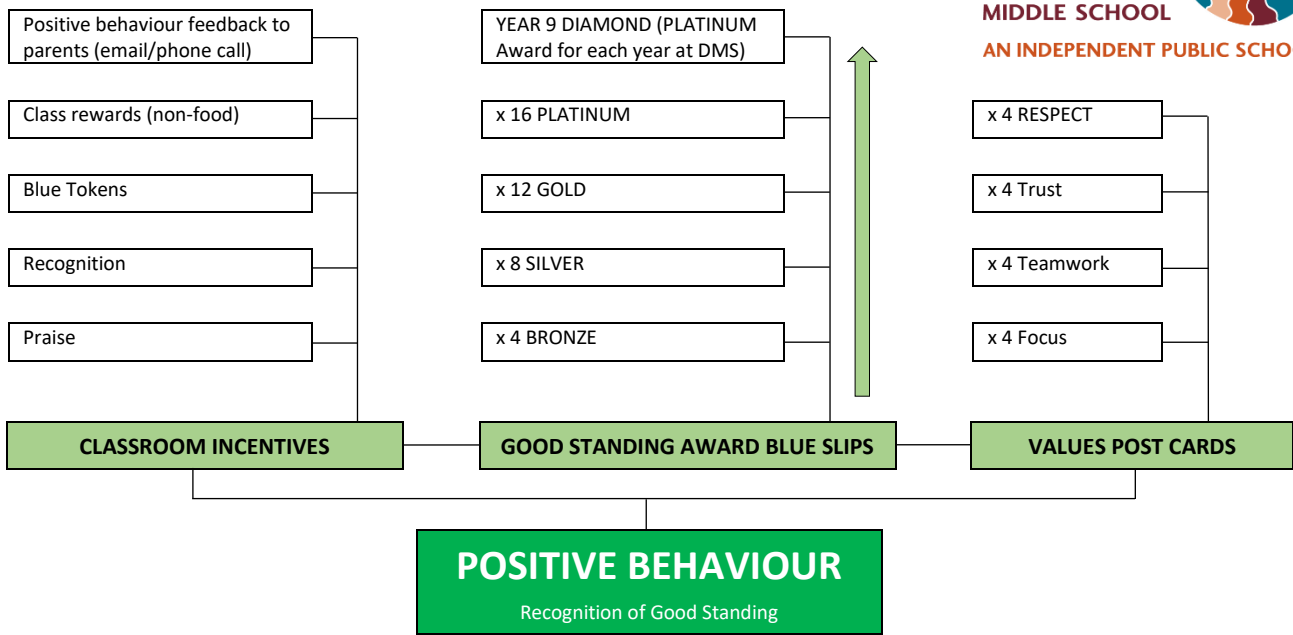 MIDDLE SCHOOL
AN INDEPENDENT PUBLIC SCHO
Positive behaviour feedback to
parents (email/phone call)
Class rewards (non-food)
Blue Tokens
Recognition
Praise
CLASSROOM INCENTIVES
YEAR 9 DIAMOND (PLATINUM
Award for each year at DMS)
x 16 PLATINUM
x 12 GOLD
x 8 SILVER
x 4 BRONZE
GOOD STANDING AWARD BLUE SLIPS
x 4 RESPECT
x 4 Trust
x 4 Teamwork
x 4 Focus
VALUES POST CARDS
POSITIVE BEHAVIOUR
Recognition of Good Standing